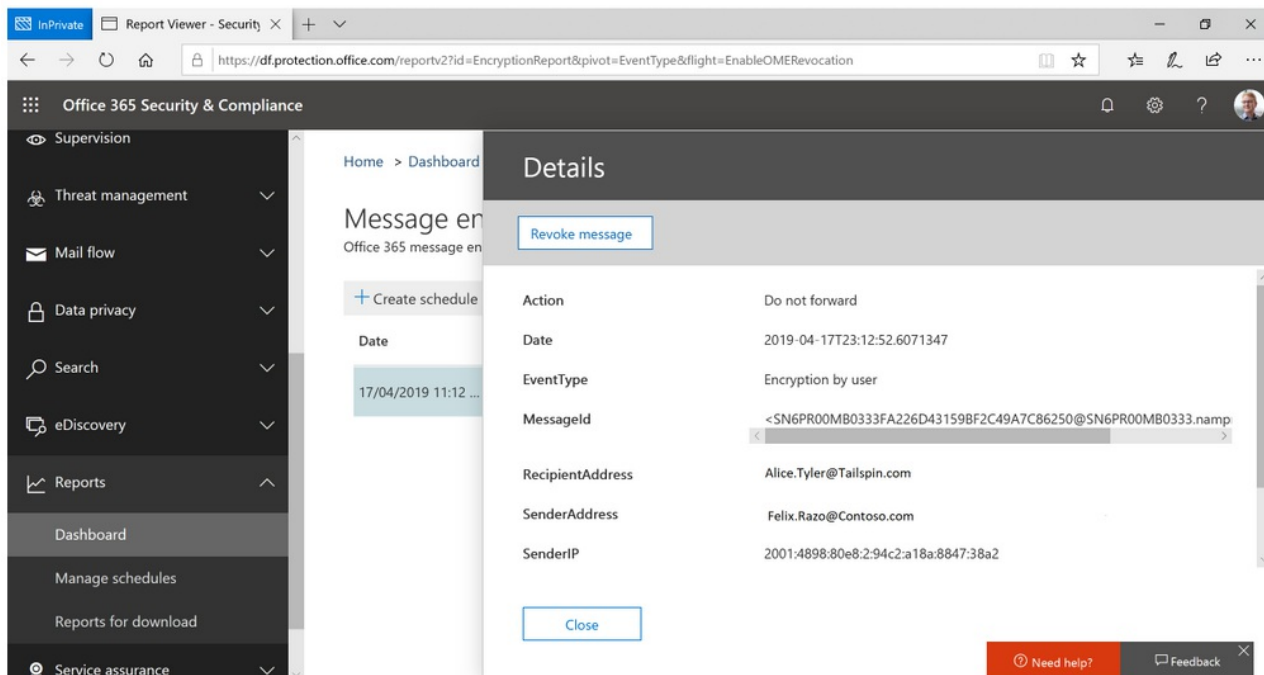 InPrivate
Report Viewer - Security
https://df.protection.office.com/reportv2?id=EncryptionReport&pivot=EventType&flight=EnableOMERevocation
Office 365 Security & Compliance
Supervision
Threat management
Mail flow
Data privacy
Search
eDiscovery
Reports
Dashboard
Manage schedules
Reports for download
Service assurance
Home > Dashboard
Message en
Office 365 message en
Create schedule
Date
17/04/2019 11:12 ...
Details
Revoke message
Action Do not forward
Date 2019-04-17T23:12:52.6071347
EventType Encryption by user
MessageId <SN6PR00MB0333FA226D43159BF2C49A7C86250@SN6PR00MB0333.namp
RecipientAddress Alice.Tyler@Tailspin.com
SenderAddress Felix.Razo@Contoso.com
SenderIP 2001:4898:80e8:2:94c2:a18a:8847:38a2
Close
Need help?
Feedback